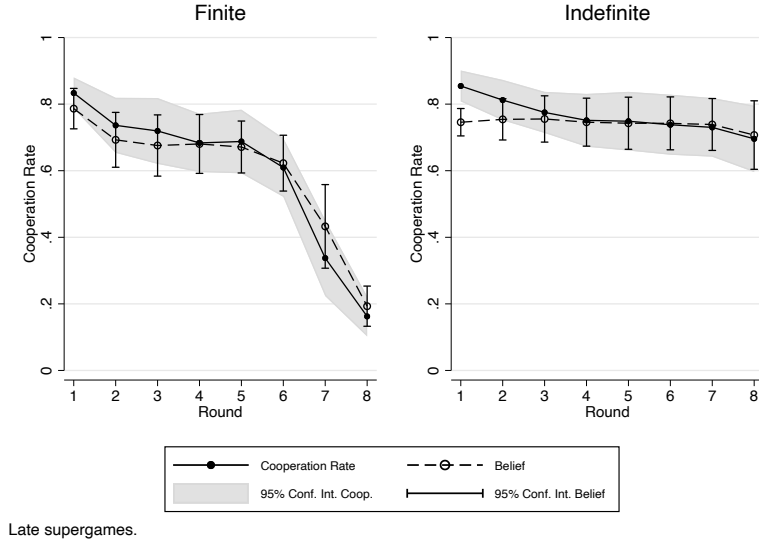 Finite
Indefinite
Cooperation Rate
1
.8
.6
.4
.2
0
1 2 3 4 5 6 7 8
Round
Cooperation Rate
1
.8
.6
.4
.2
0
1 2 3 4 5 6 7 8
Round
Cooperation Rate
Belief
95% Conf. Int. Coop.
95% Conf. Int. Belief
Late supergames.